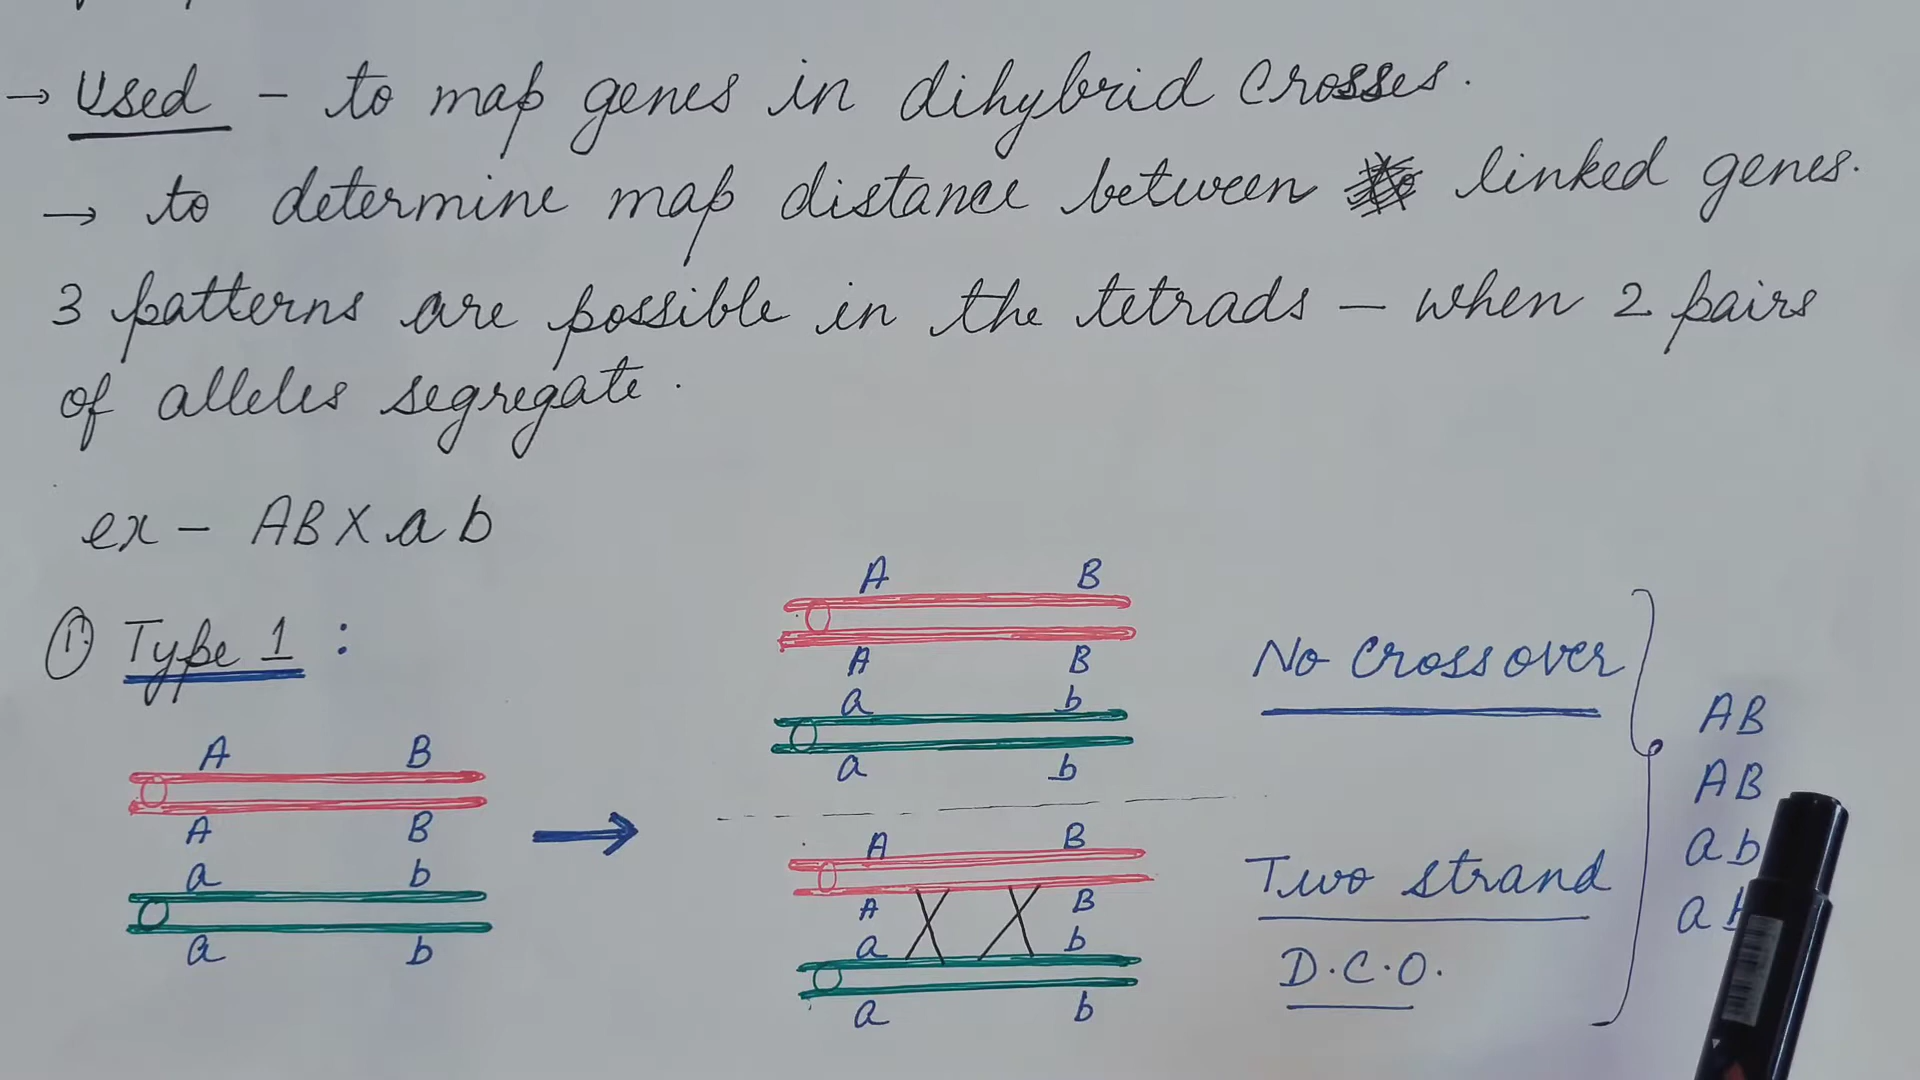 → Used - to map genes in dihybrid crosses.
→ to determine map distance between linked genes.
3 patterns are possible in the tetrads - when 2 pairs
of alleles segregate.
ex - AB X ab
① Type 1 :
A B
A B
a b
a b
→
A B
A B
a b
a b
No Crossover
A B
A B
a b
a b
Two strand
D.C.O.
AB
AB
ab
a